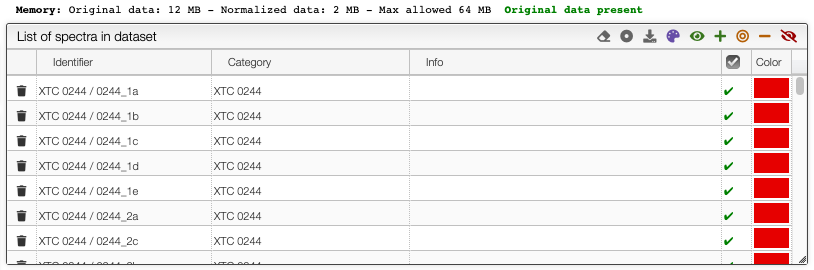 Memory: Original data: 12 MB - Normalized data: 2 MB - Max allowed 64 MB Original data present
List of spectra in dataset
Identifier Category Info Color
XTC 0244 / 0244_1a XTC 0244
XTC 0244 / 0244_1b XTC 0244
XTC 0244 / 0244_1c XTC 0244
XTC 0244 / 0244_1d XTC 0244
XTC 0244 / 0244_1e XTC 0244
XTC 0244 / 0244_2a XTC 0244
XTC 0244 / 0244_2c XTC 0244